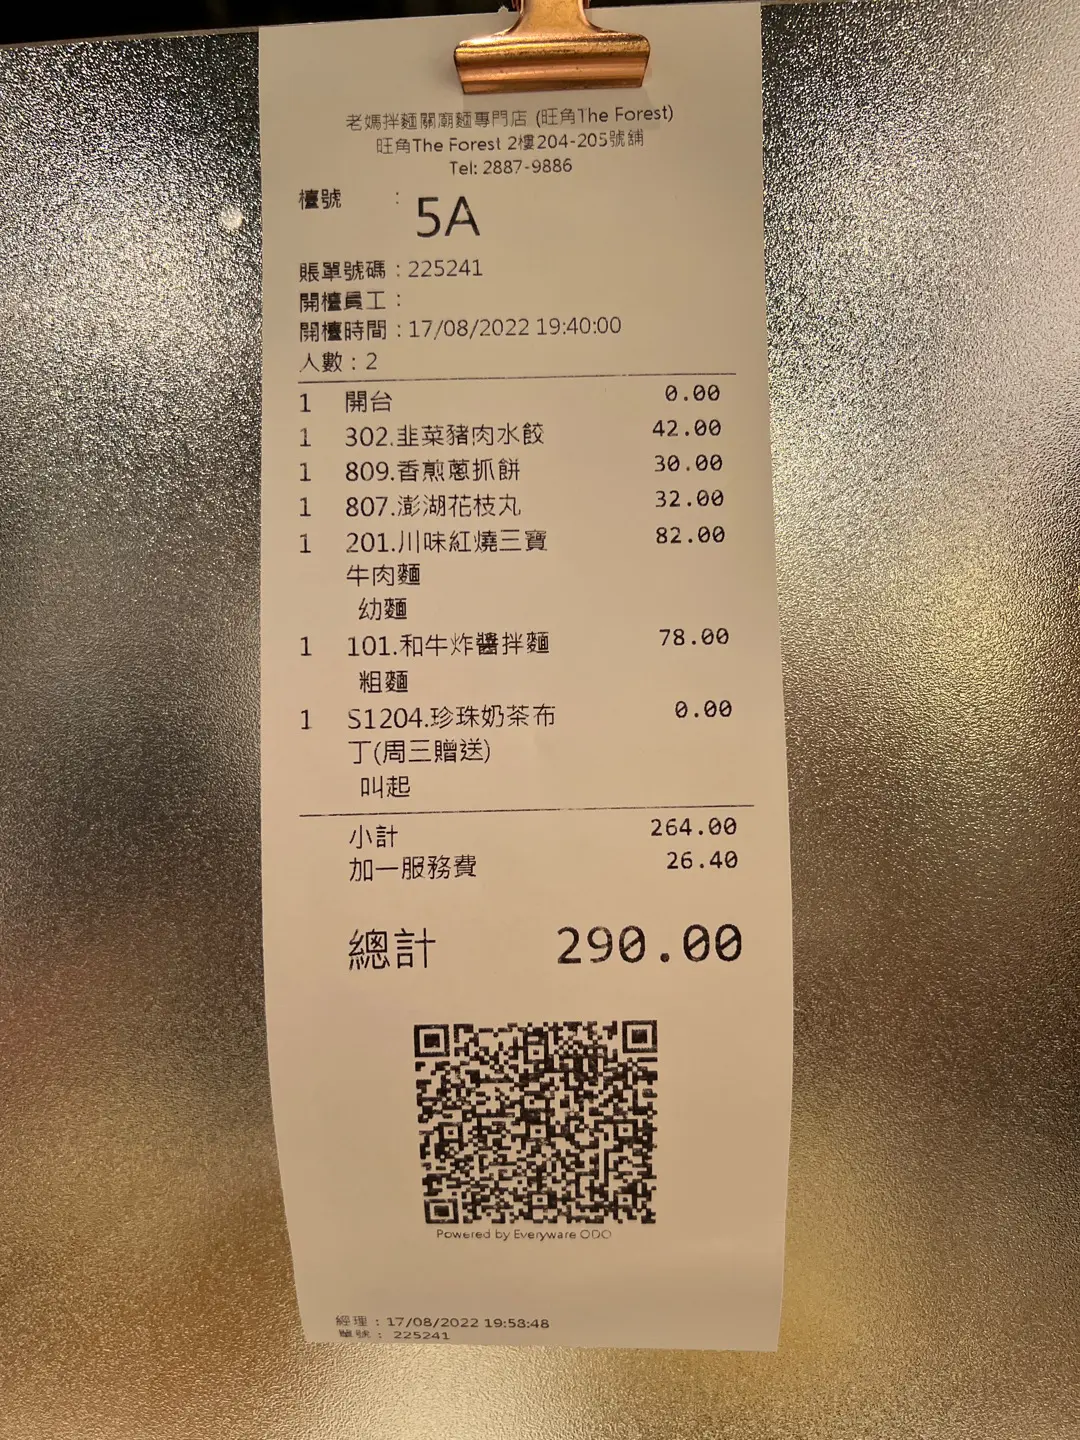 老媽拌麵關廟麵專門店 (旺角The Forest)
旺角The Forest 2樓204-205號舖
Tel: 2887-9886
檯號 : 5A
賬單號碼 : 225241
開檯員工 :
開檯時間 : 17/08/2022 19:40:00
人數 : 2
1 開台 0.00
1 302.韭菜豬肉水餃 42.00
1 809.香煎蔥抓餅 30.00
1 807.澎湖花枝丸 32.00
1 201.川味紅燒三寶 82.00
牛肉麵
幼麵
1 101.和牛炸醬拌麵 78.00
粗麵
1 S1204.珍珠奶茶布 0.00
丁(周三贈送)
叫起
小計 264.00
加一服務費 26.40
總計 290.00
Powered by Everyware ODO
經理 : 17/08/2022 19:58:48
單號 : 225241